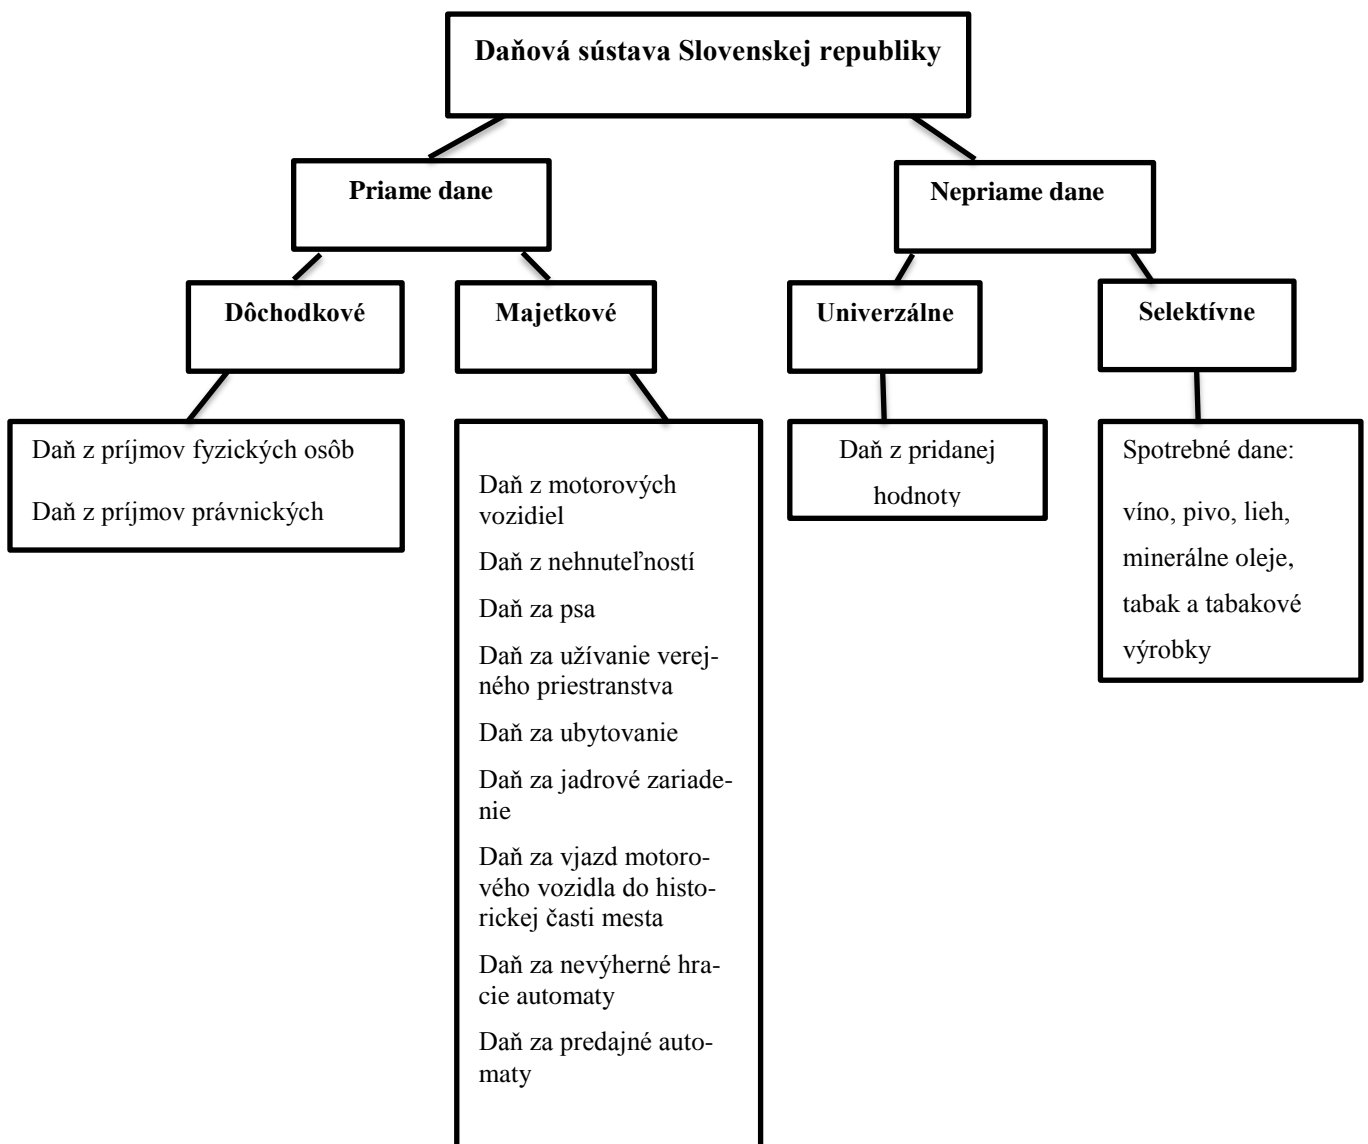 Daňová sústava Slovenskej republiky
Priame dane
Nepriame dane
Dôchodkové
Majetkové
Univerzálne
Selektívne
Daň z príjmov fyzických osôb
Daň z príjmov právnických
Daň z motorových
vozidiel
Daň z nehnuteľností
Daň za psa
Daň za užívanie verej-
ného priestranstva
Daň za ubytovanie
Daň za jadrové zariade-
nie
Daň za vjazd motoro-
vého vozidla do histo-
rickej časti mesta
Daň za nevýherné hra-
cie automaty
Daň za predajné auto-
maty
Daň z pridanej
hodnoty
Spotrebné dane:
víno, pivo, lieh,
minerálne oleje,
tabak a tabakové
výrobky